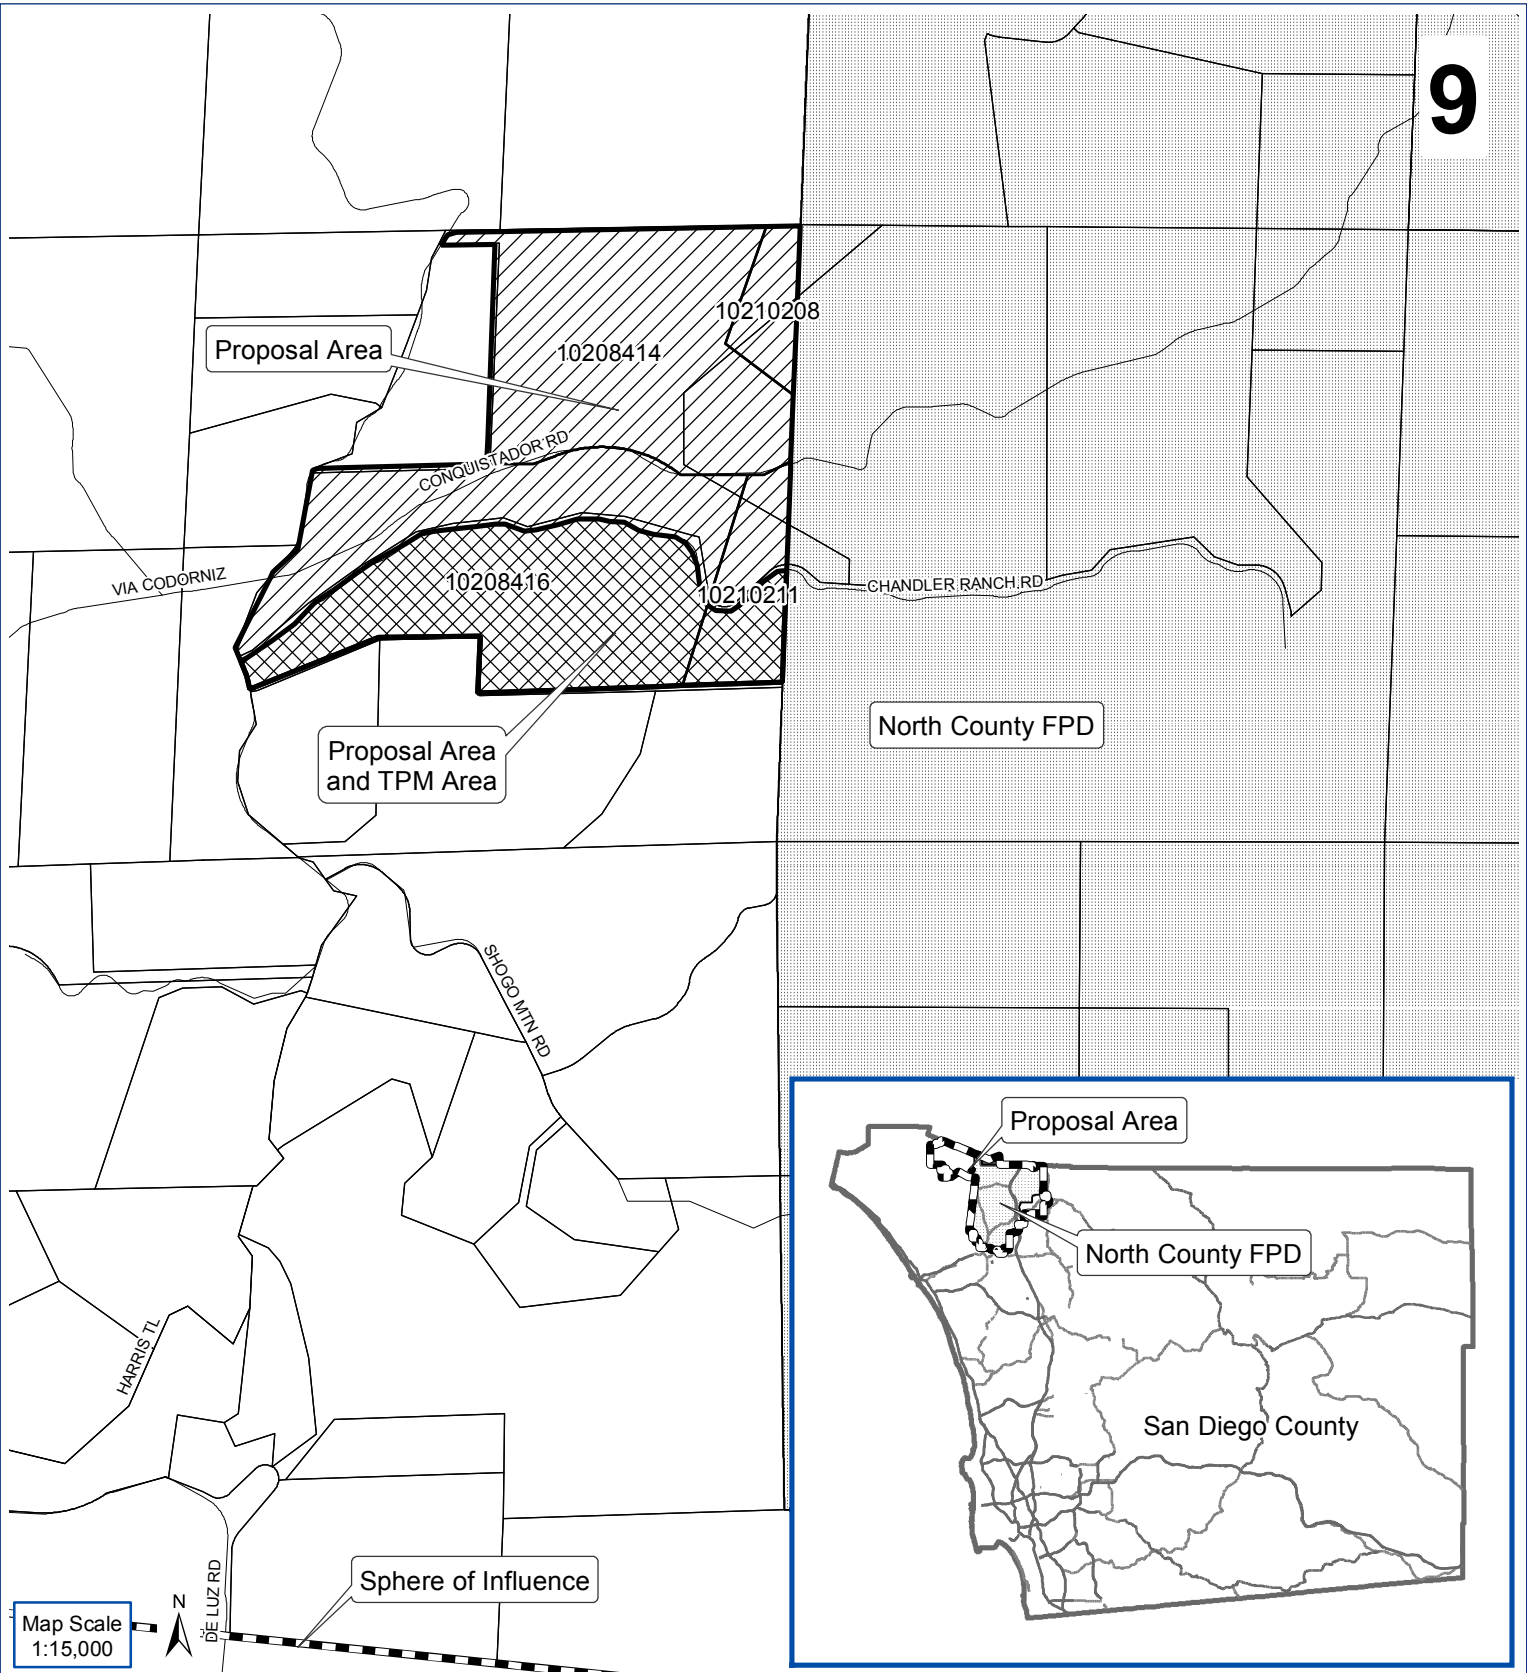 9
10210208
Proposal Area
10208414
CONQUISTADOR RD
VIA CODORNIZ
10208416
10210211
CHANDLER RANCH RD
North County FPD
Proposal Area
and TPM Area
SHOGO MTN RD
Proposal Area
North County FPD
San Diego County
HARRIS TL
DE LUZ RD
Sphere of Influence
N
Map Scale
1:15,000